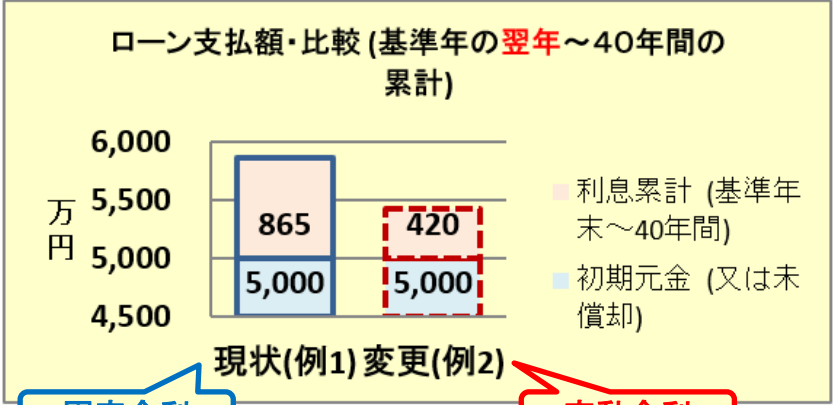 ローン支払額・比較 (基準年の翌年～40年間の
累計)
万円
6,000
5,500
5,000
4,500
865
420
5,000
5,000
現状(例1)
変更(例2)
利息累計 (基準年
末～40年間)
初期元金 (又は未
償却)